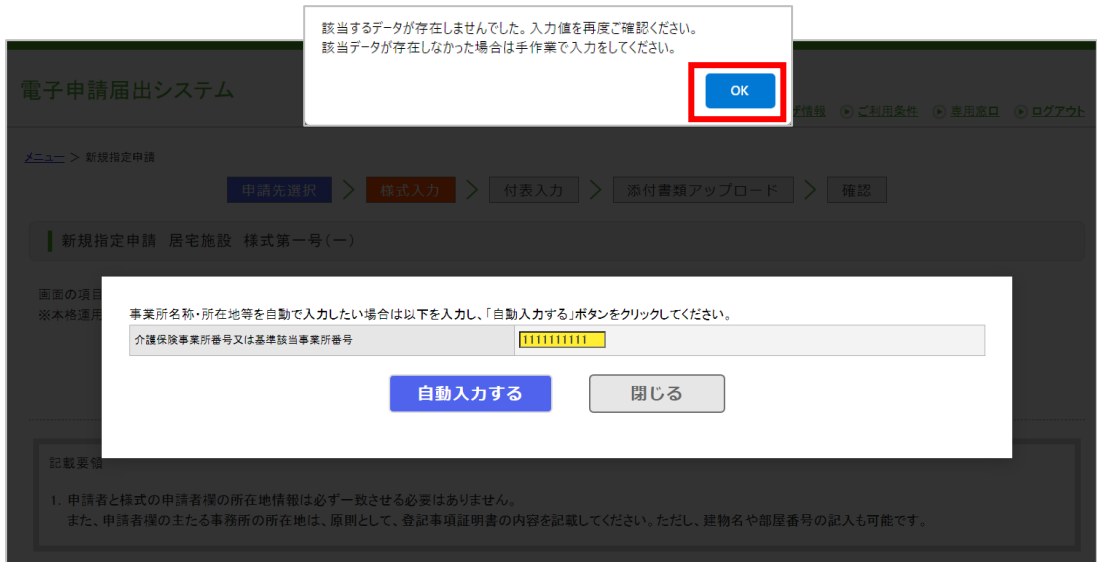 該当するデータが存在しませんでした。入力値を再度ご確認ください。
該当データが存在しなかった場合は手作業で入力をしてください。
OK
電子申請届出システム
情報 ご利用条件 専用窓口 ログアウト
メニュー > 新規指定申請
申請先選択 > 様式入力 > 付表入力 > 添付書類アップロード > 確認
新規指定申請 居宅施設 様式第一号(一)
画面の項目
※本格運用
事業所名称・所在地等を自動で入力したい場合は以下を入力し、「自動入力する」ボタンをクリックしてください。
介護保険事業所番号又は基準該当事業所番号 1111111111
自動入力する 閉じる
記載要領
1. 申請者と様式の申請者欄の所在地情報は必ず一致させる必要はありません。
また、申請者欄の主たる事務所の所在地は、原則として、登記事項証明書の内容を記載してください。ただし、建物名や部屋番号の記入も可能です。